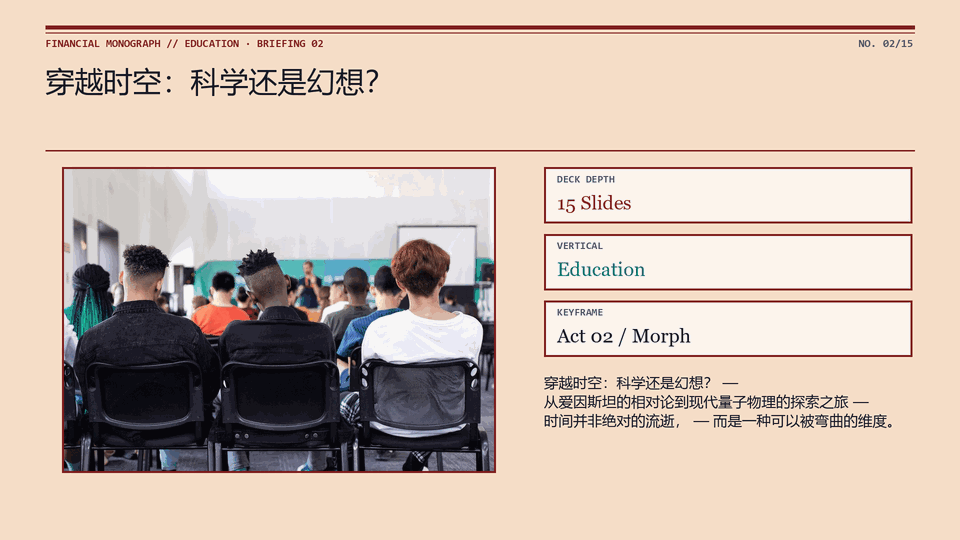 FINANCIAL MONOGRAPH // EDUCATION · BRIEFING 02
NO. 02/15
穿越时空：科学还是幻想？
DECK DEPTH
15 Slides
VERTICAL
Education
KEYFRAME
Act 02 / Morph
穿越时空：科学还是幻想？ —
从爱因斯坦的相对论到现代量子物理的探索之旅 —
时间并非绝对的流逝， — 而是一种可以被弯曲的维度。